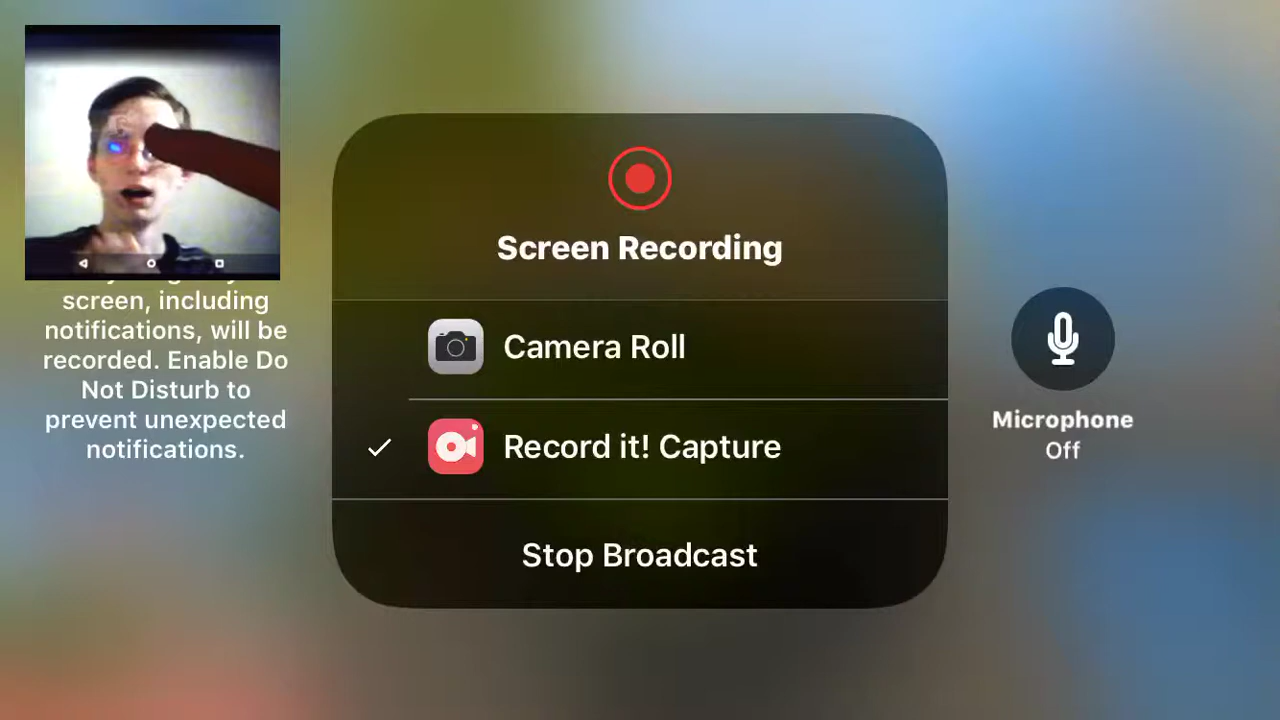 screen, including
notifications, will be
recorded. Enable Do
Not Disturb to
prevent unexpected
notifications.
Screen Recording
Camera Roll
Record it! Capture
Stop Broadcast
Microphone
Off